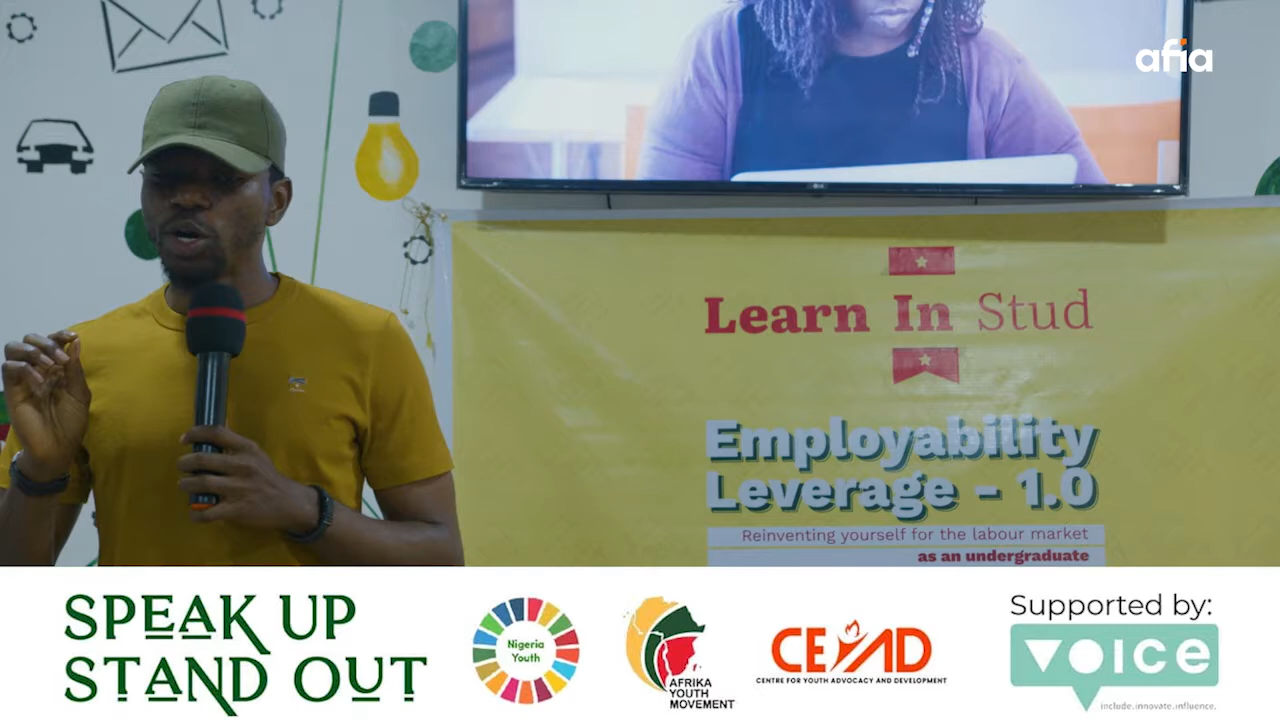 afia
Learn In Stud
Employability
Leverage - 1.0
Reinventing yourself for the labour market
as an undergraduate
SPEAK UP
STAND OUT
Nigeria
Youth
AFRIKA
YOUTH
MOVEMENT
CEYAD
CENTRE FOR YOUTH ADVOCACY AND DEVELOPMENT
Supported by:
VOICE
include.innovate.influence.